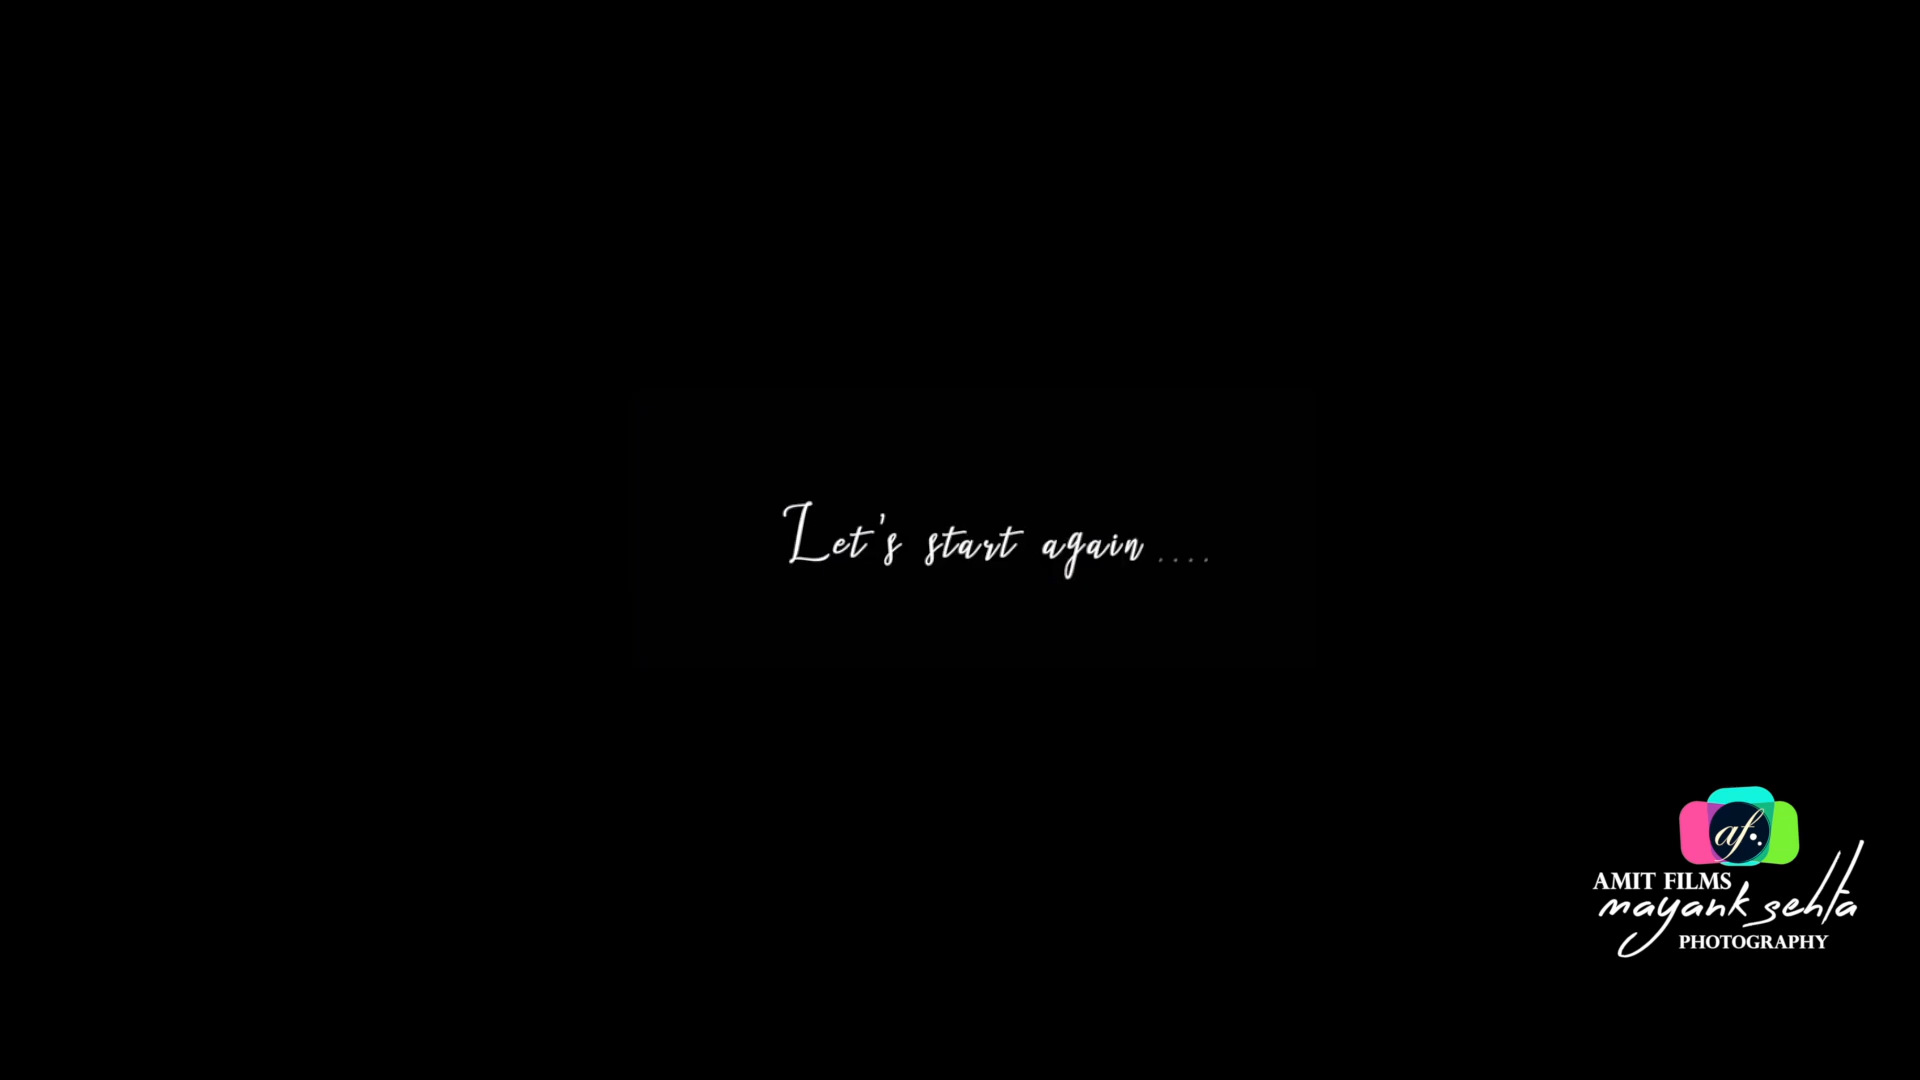 Let's start again ....
af.
AMIT FILMS
mayank sehta
PHOTOGRAPHY